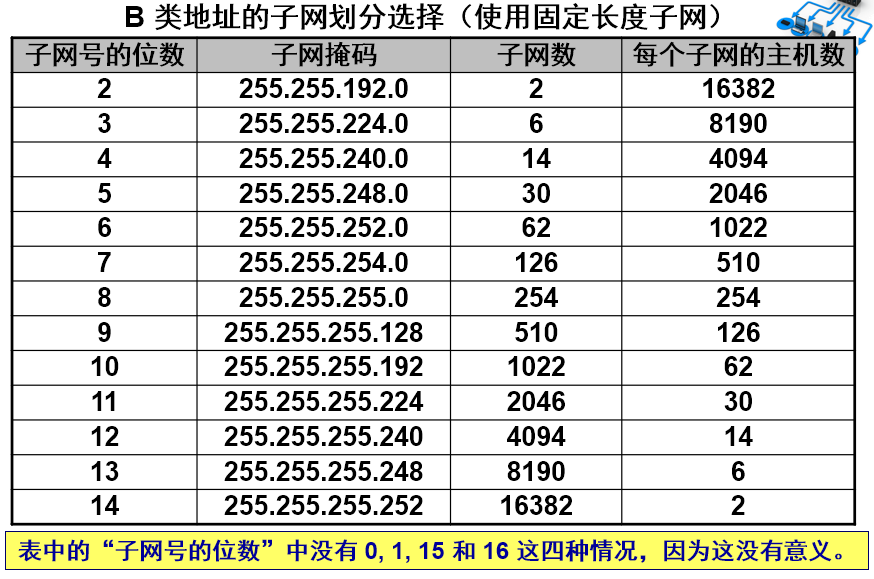 B 类地址的子网划分选择（使用固定长度子网）
子网号的位数 子网掩码 子网数 每个子网的主机数
2 255.255.192.0 2 16382
3 255.255.224.0 6 8190
4 255.255.240.0 14 4094
5 255.255.248.0 30 2046
6 255.255.252.0 62 1022
7 255.255.254.0 126 510
8 255.255.255.0 254 254
9 255.255.255.128 510 126
10 255.255.255.192 1022 62
11 255.255.255.224 2046 30
12 255.255.255.240 4094 14
13 255.255.255.248 8190 6
14 255.255.255.252 16382 2
表中的“子网号的位数”中没有 0, 1, 15 和 16 这四种情况，因为这没有意义。